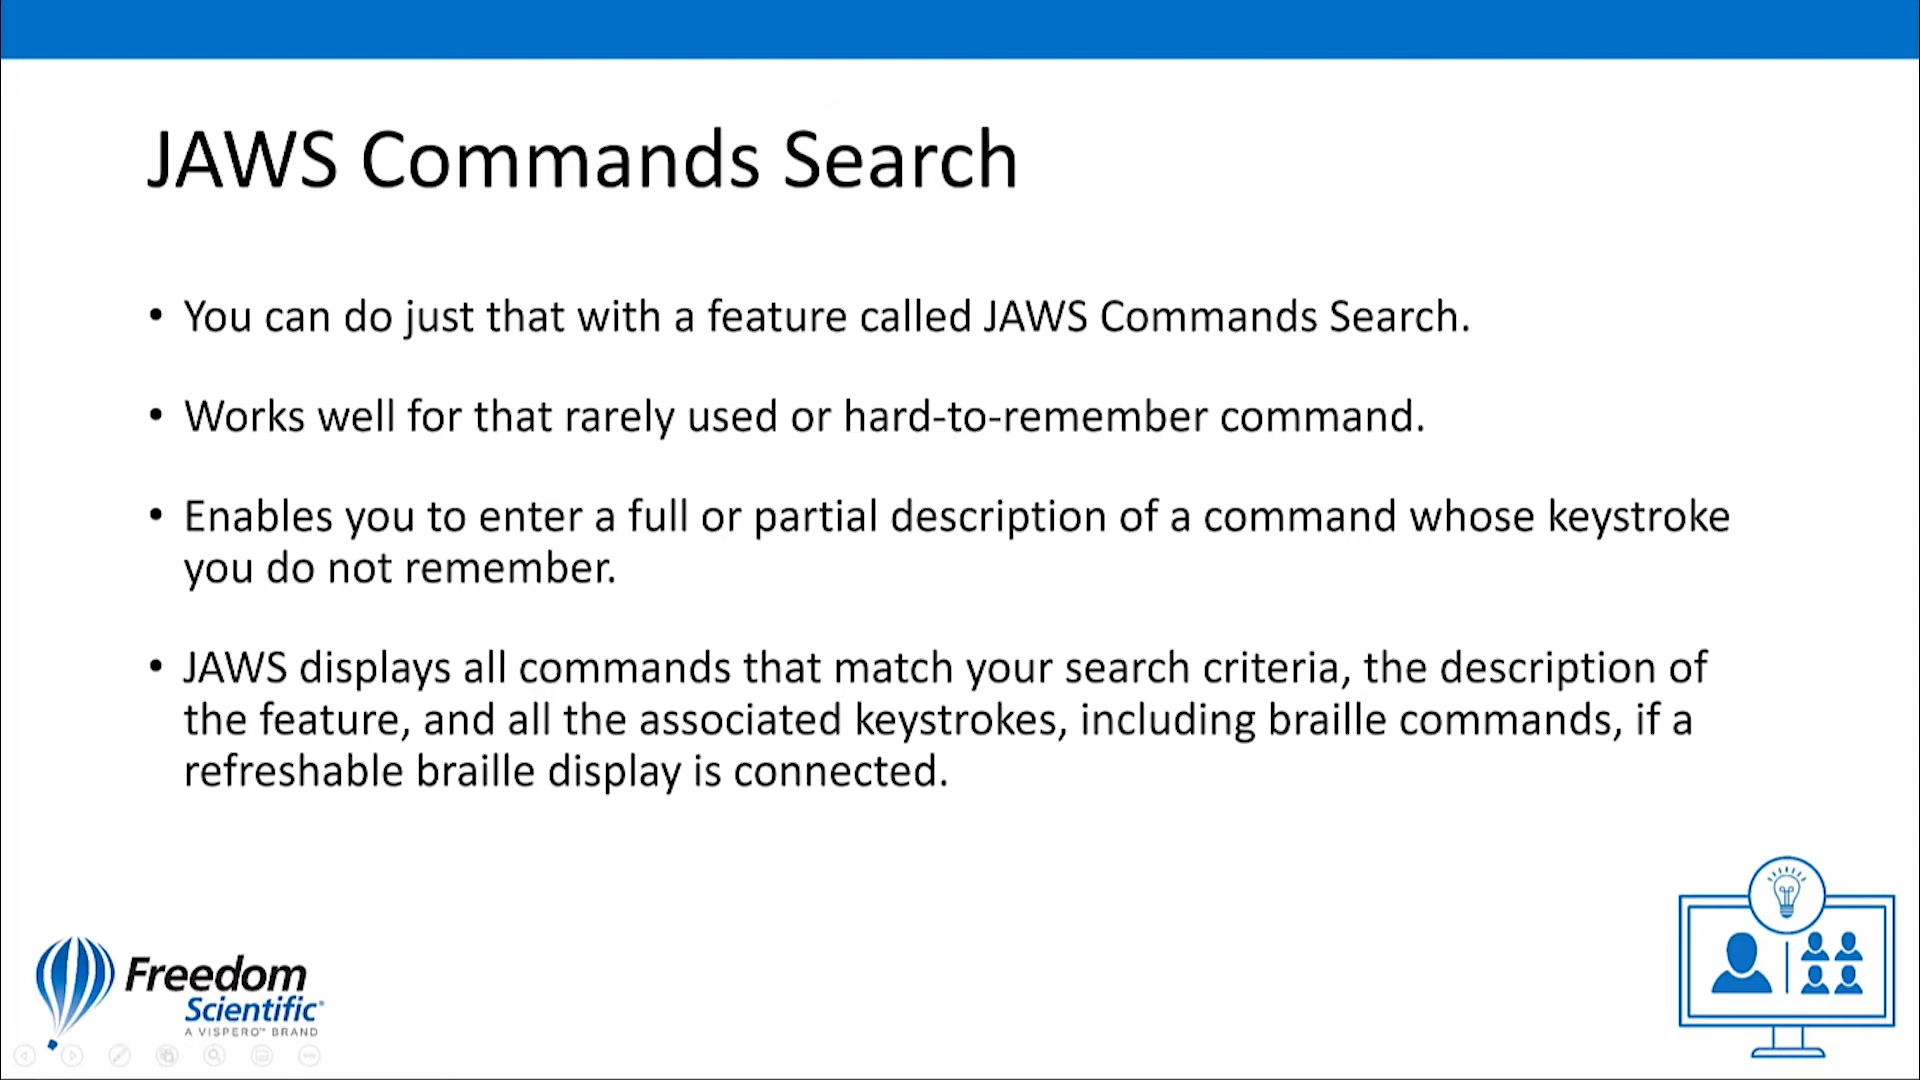 JAWS Commands Search
• You can do just that with a feature called JAWS Commands Search.
• Works well for that rarely used or hard-to-remember command.
• Enables you to enter a full or partial description of a command whose keystroke
you do not remember.
• JAWS displays all commands that match your search criteria, the description of
the feature, and all the associated keystrokes, including braille commands, if a
refreshable braille display is connected.
Freedom
Scientific®
A VISPERO™ BRAND